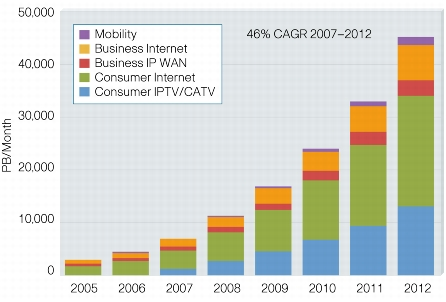 50,000
40,000
30,000
20,000
10,000
0
PB/Month
Mobility
Business Internet
Business IP WAN
Consumer Internet
Consumer IPTV/CATV
46% CAGR 2007–2012
2005 2006 2007 2008 2009 2010 2011 2012